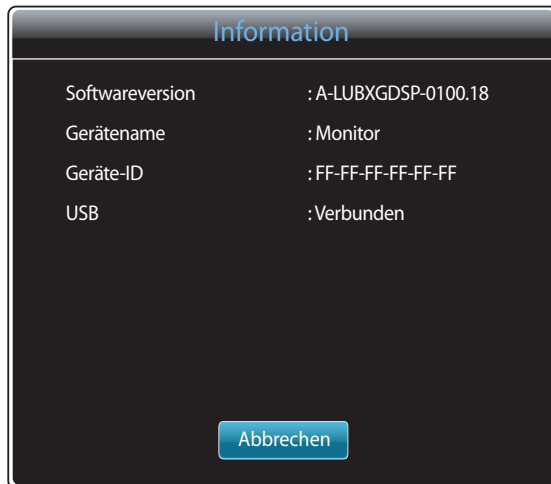 Information
Softwareversion : A-LUBXGDSP-0100.18
Gerätename : Monitor
Geräte-ID : FF-FF-FF-FF-FF-FF
USB : Verbunden
Abbrechen